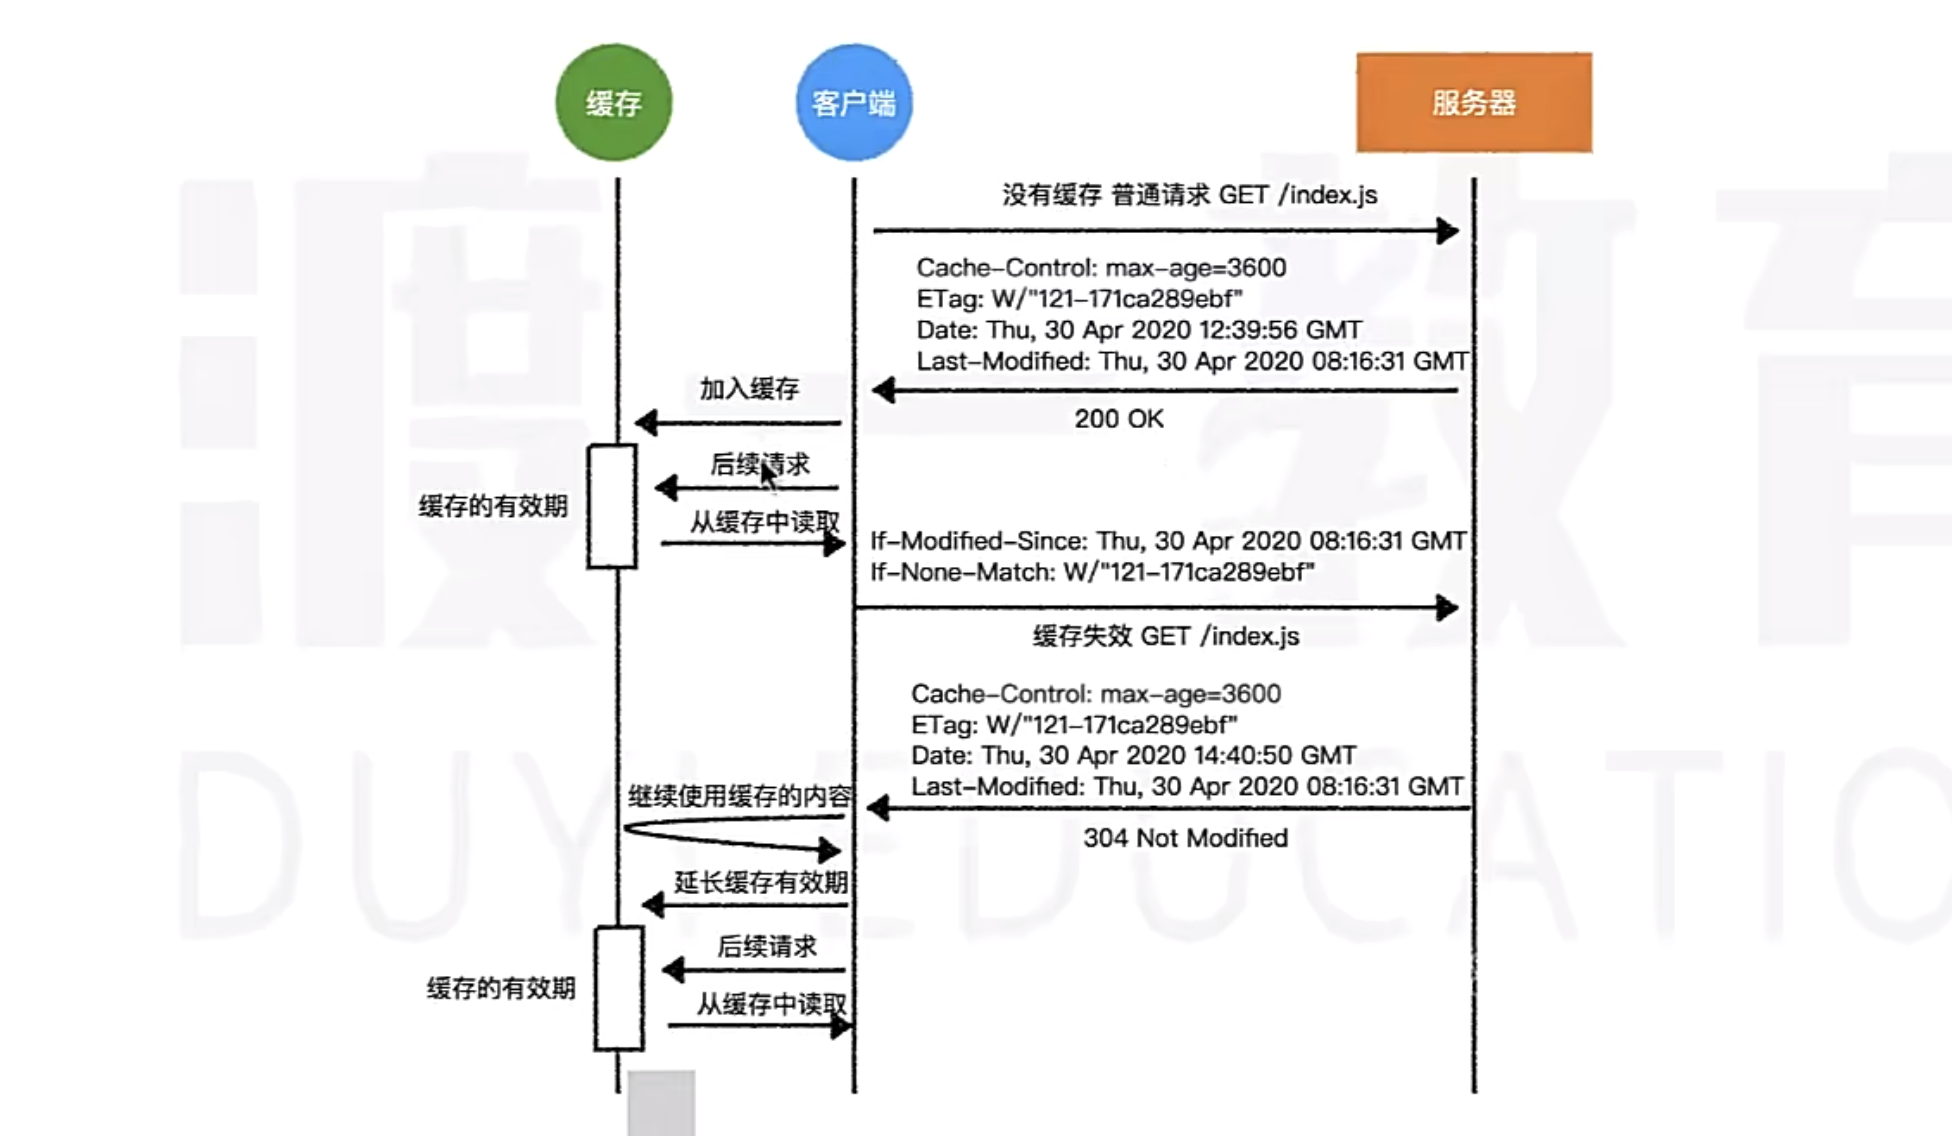 缓存
客户端
服务器
没有缓存 普通请求 GET /index.js
Cache-Control: max-age=3600
ETag: W/"121-171ca289ebf"
Date: Thu, 30 Apr 2020 12:39:56 GMT
Last-Modified: Thu, 30 Apr 2020 08:16:31 GMT
加入缓存
200 OK
后续请求
缓存的有效期
从缓存中读取
If-Modified-Since: Thu, 30 Apr 2020 08:16:31 GMT
If-None-Match: W/"121-171ca289ebf"
缓存失效 GET /index.js
Cache-Control: max-age=3600
ETag: W/"121-171ca289ebf"
Date: Thu, 30 Apr 2020 14:40:50 GMT
Last-Modified: Thu, 30 Apr 2020 08:16:31 GMT
继续使用缓存的内容
304 Not Modified
延长缓存有效期
后续请求
缓存的有效期
从缓存中读取
渡一教育
DUYI EDUCATIO